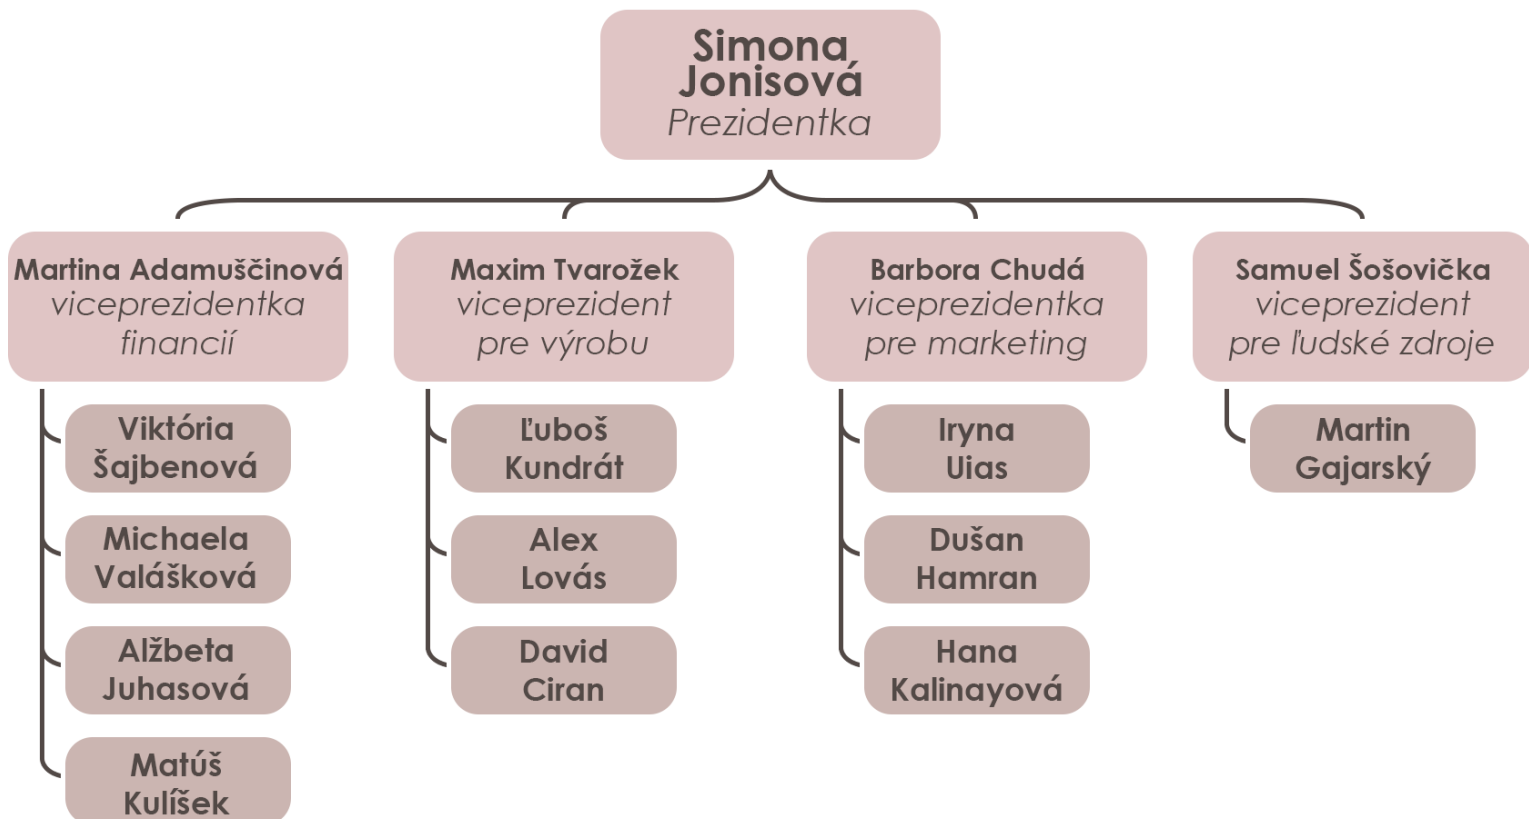 Simona
Jonisová
Prezidentka
Martina Adamuščinová
viceprezidentka
financií
Maxim Tvarožek
viceprezident
pre výrobu
Barbora Chudá
viceprezidentka
pre marketing
Samuel Šošovička
viceprezident
pre ľudské zdroje
Viktória
Šajbenová
Michaela
Valášková
Alžbeta
Juhasová
Matúš
Kulíšek
Ľuboš
Kundrát
Alex
Lovás
David
Ciran
Iryna
Uias
Dušan
Hamran
Hana
Kalinayová
Martin
Gajarský